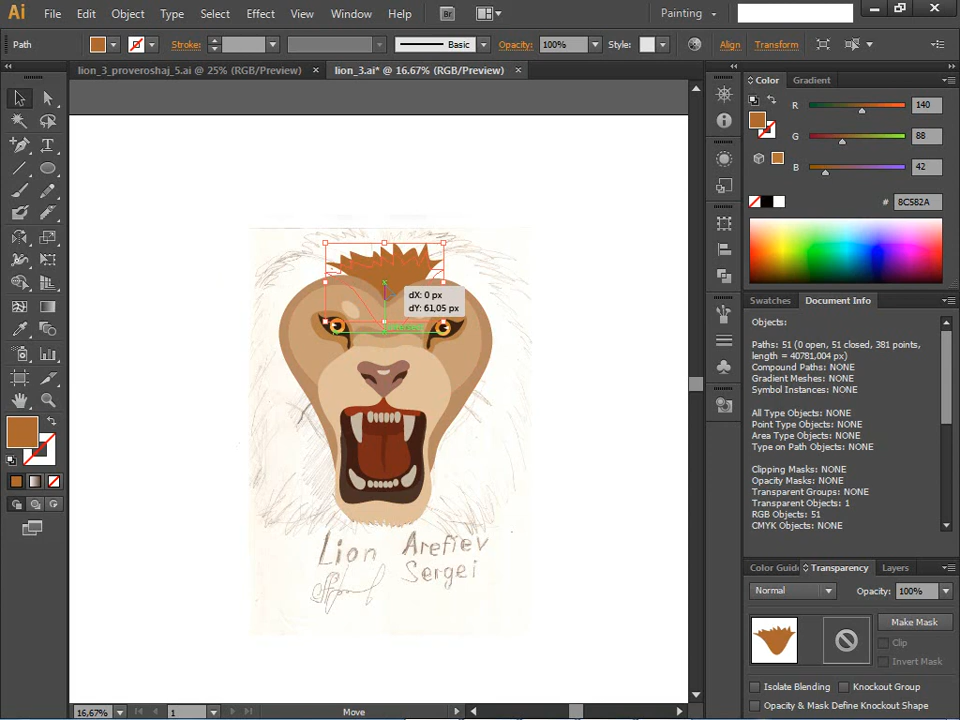 Ai File Edit Object Type Select Effect View Window Help Br Painting
Path Stroke: Basic Opacity: 100% Style: Align Transform
lion_3_proveroshaj_5.ai @ 25% (RGB/Preview) × lion_3.ai* @ 16.67% (RGB/Preview) ×
Color Gradient
R 140
G 88
B 42
# 8C582A
dX: 0 px
dY: 61,05 px
Swatches Document Info
Objects:
Paths: 51 (0 open, 51 closed, 381 points,
length = 40781,004 px)
Compound Paths: NONE
Gradient Meshes: NONE
Symbol Instances: NONE
All Type Objects: NONE
Point Type Objects: NONE
Area Type Objects: NONE
Type on Path Objects: NONE
Clipping Masks: NONE
Opacity Masks: NONE
Transparent Groups: NONE
Transparent Objects: 1
RGB Objects: 51
CMYK Objects: NONE
Lion Arefiev
Sergei
Color Guide Transparency Layers
Normal Opacity: 100%
Make Mask
Clip
Invert Mask
Isolate Blending Knockout Group
Opacity & Mask Define Knockout Shape
16,67% 1 Move